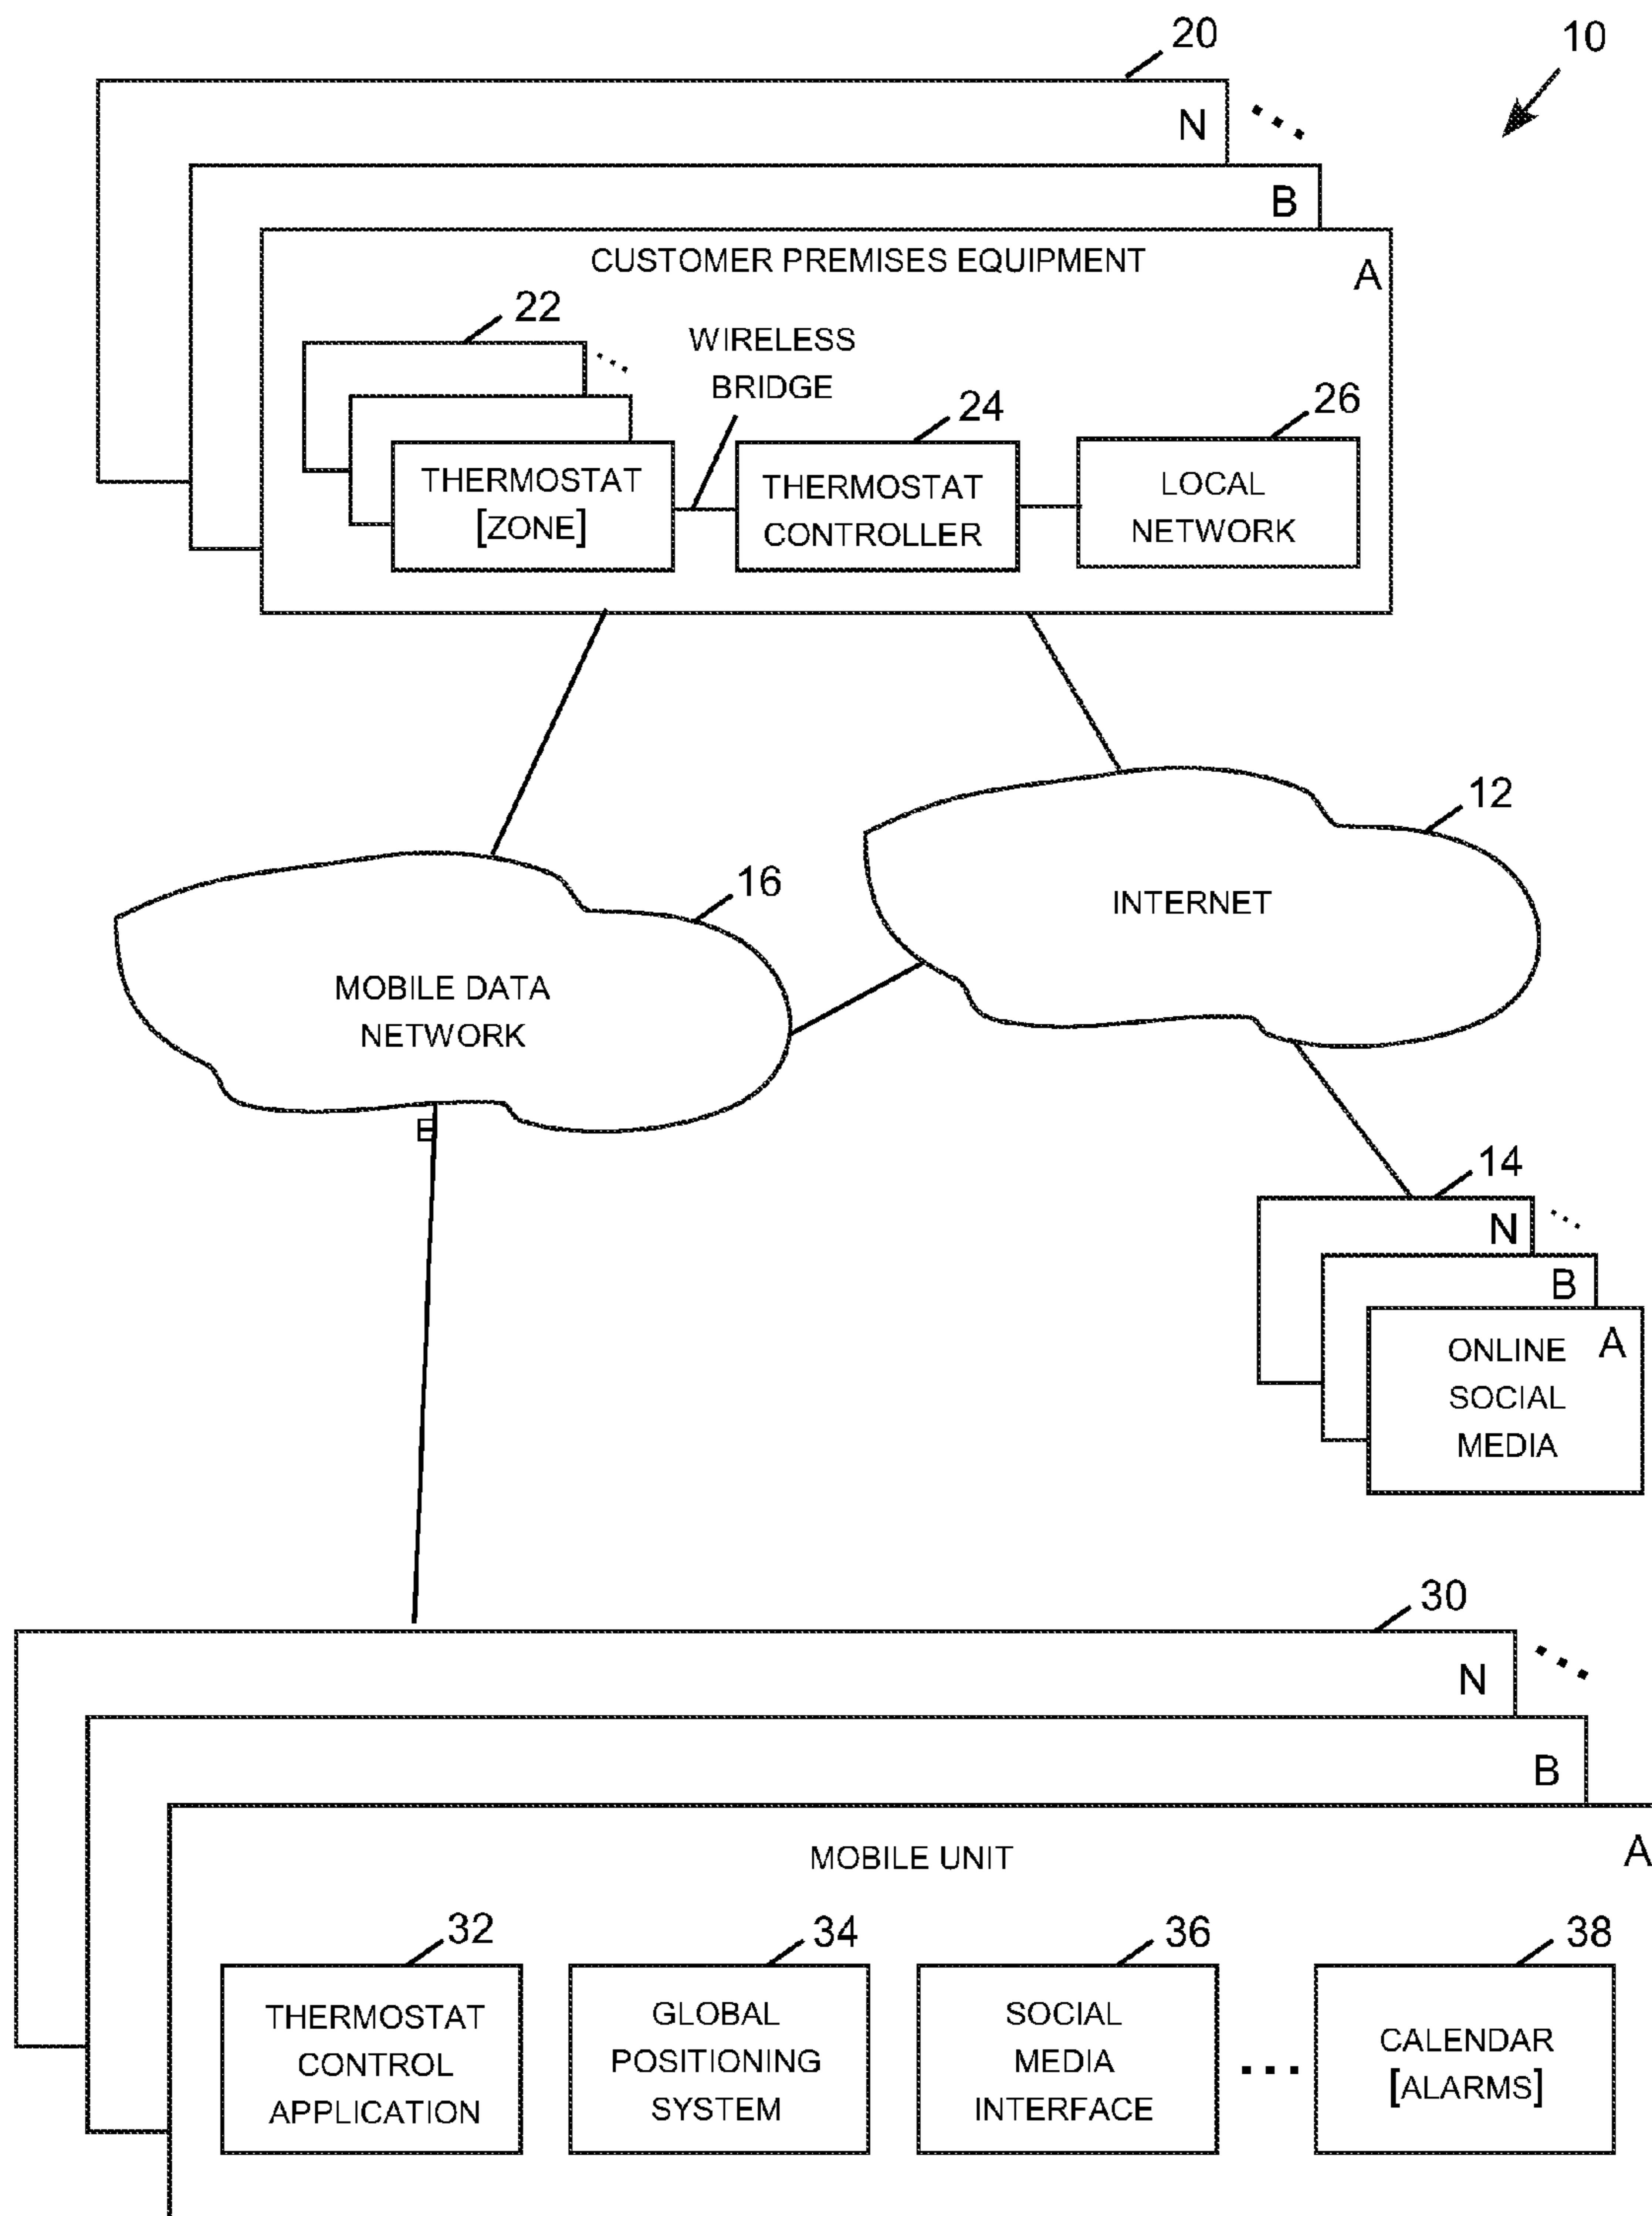 20
10
N
B
CUSTOMER PREMISES EQUIPMENT
A
22
WIRELESS
BRIDGE
24
26
THERMOSTAT
[ZONE]
THERMOSTAT
CONTROLLER
LOCAL
NETWORK
12
INTERNET
16
MOBILE DATA
NETWORK
E
14
N
B
A
ONLINE
SOCIAL
MEDIA
30
N
B
MOBILE UNIT
A
32
34
36
38
THERMOSTAT
CONTROL
APPLICATION
GLOBAL
POSITIONING
SYSTEM
SOCIAL
MEDIA
INTERFACE
...
CALENDAR
[ALARMS]